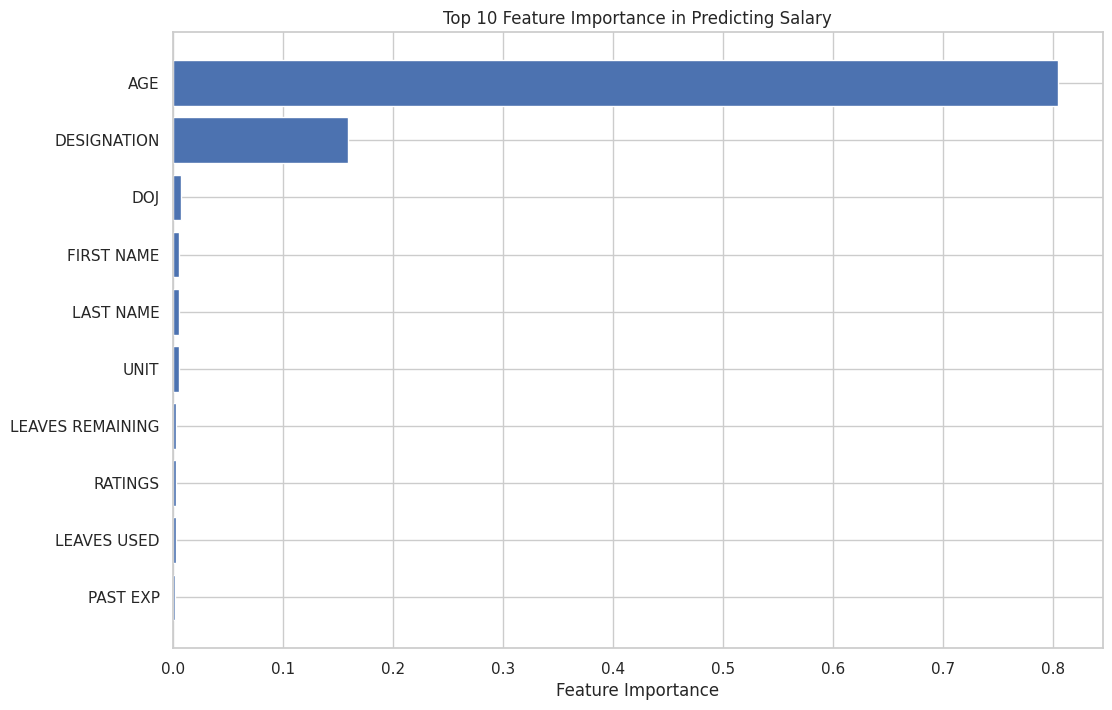 Top 10 Feature Importance in Predicting Salary
AGE
DESIGNATION
DOJ
FIRST NAME
LAST NAME
UNIT
LEAVES REMAINING
RATINGS
LEAVES USED
PAST EXP
0.0 0.1 0.2 0.3 0.4 0.5 0.6 0.7 0.8
Feature Importance